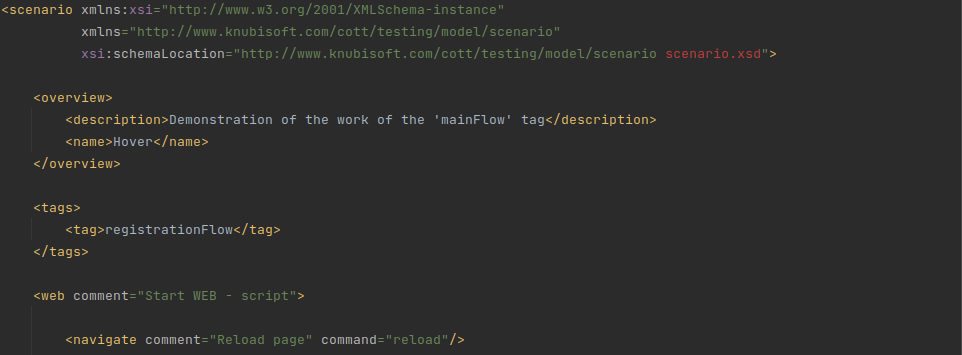 <scenario xmlns:xsi="http://www.w3.org/2001/XMLSchema-instance"
xmlns="http://www.knubisoft.com/cott/testing/model/scenario"
xsi:schemaLocation="http://www.knubisoft.com/cott/testing/model/scenario scenario.xsd">
<overview>
<description>Demonstration of the work of the 'mainFlow' tag</description>
<name>Hover</name>
</overview>
<tags>
<tag>registrationFlow</tag>
</tags>
<web comment="Start WEB - script">
<navigate comment="Reload page" command="reload"/>